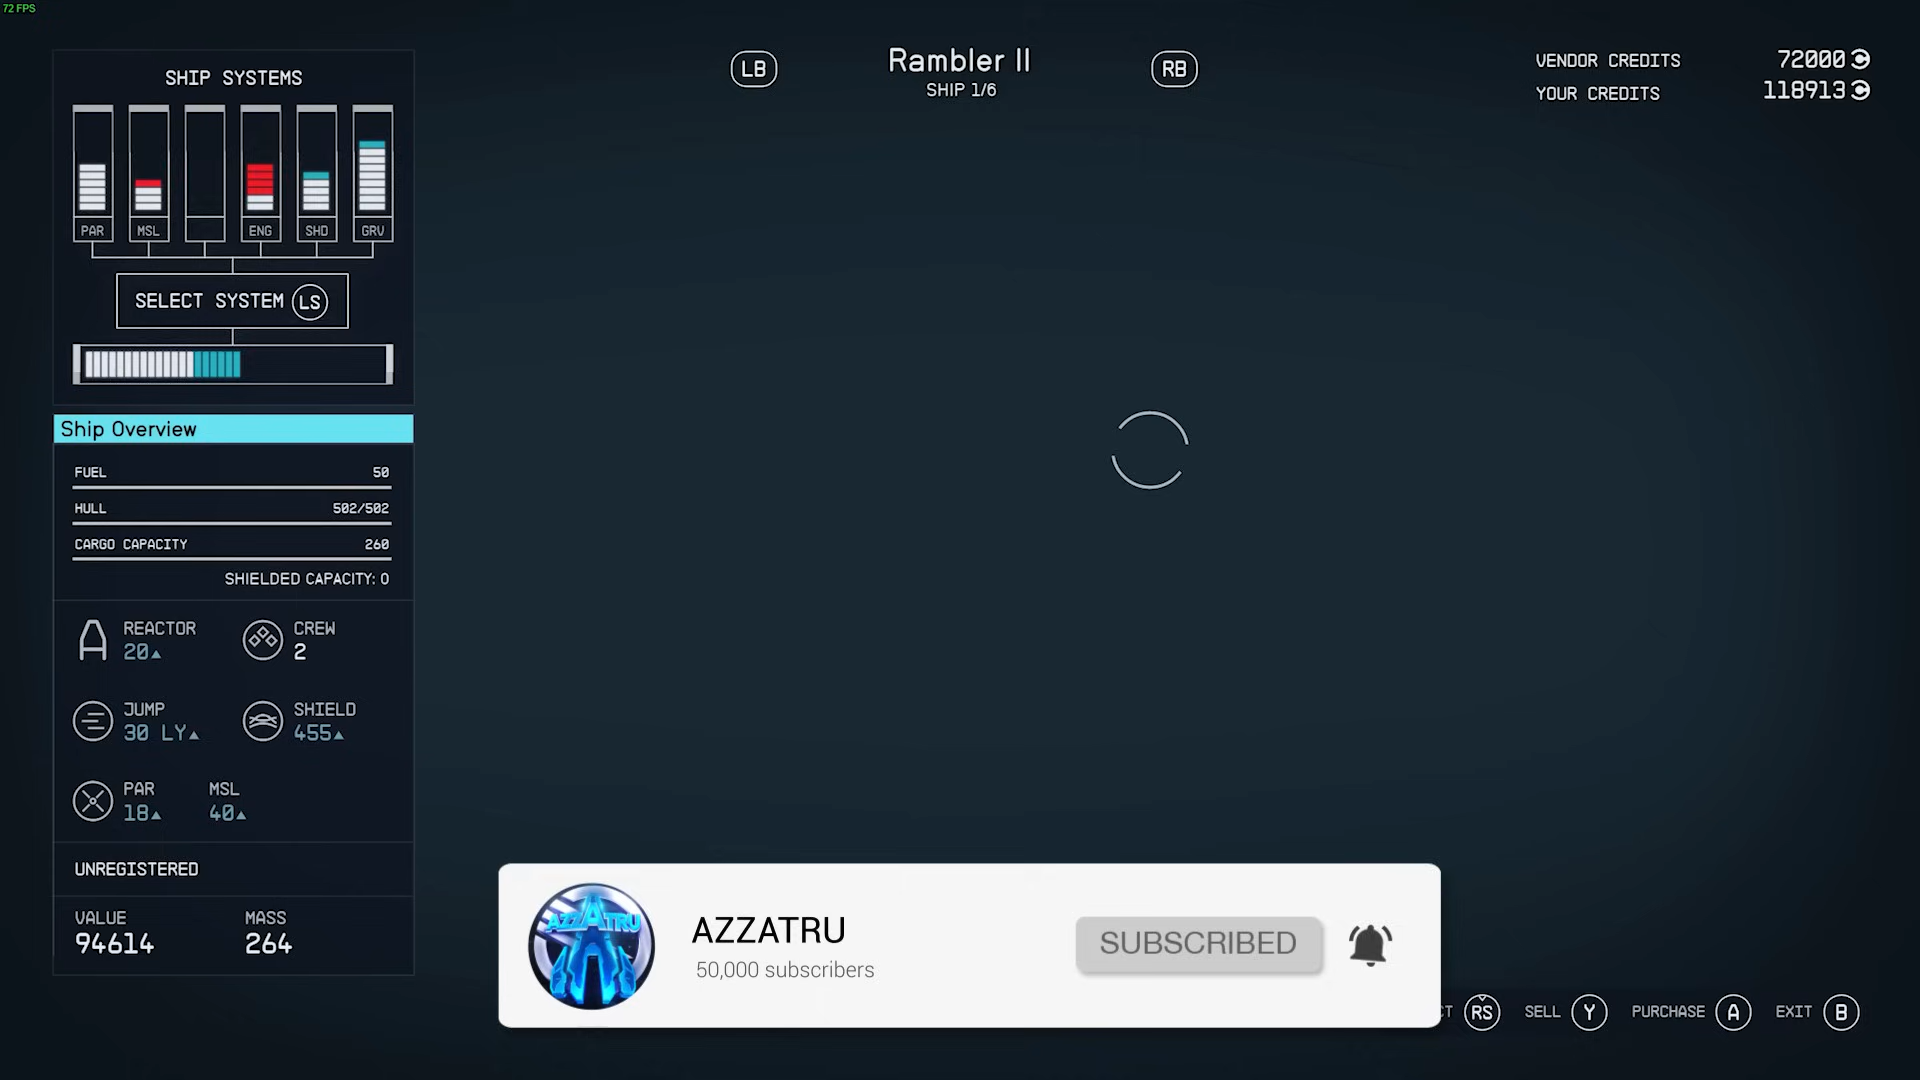 72 FPS
SHIP SYSTEMS
PAR MSL ENG SHD GRV
SELECT SYSTEM LS
Ship Overview
FUEL 50
HULL 502/502
CARGO CAPACITY 260
SHIELDED CAPACITY: 0
REACTOR CREW
20 2
JUMP SHIELD
30 LY 455
PAR MSL
18 40
UNREGISTERED
VALUE MASS
94614 264
LB Rambler II RB
SHIP 1/6
VENDOR CREDITS 72000
YOUR CREDITS 118913
AZZATRU
AZZATRU
50,000 subscribers
SUBSCRIBED
CT RS SELL Y PURCHASE A EXIT B